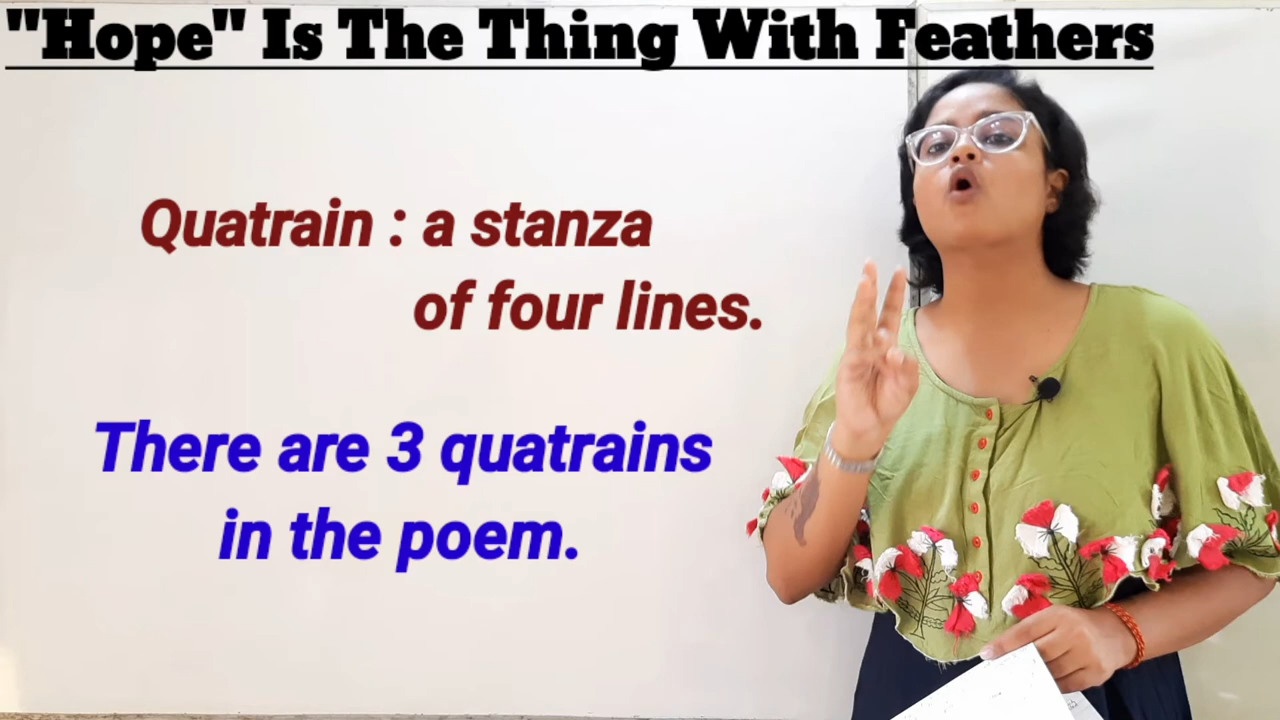 "Hope" Is The Thing With Feathers
Quatrain : a stanza
of four lines.
There are 3 quatrains
in the poem.